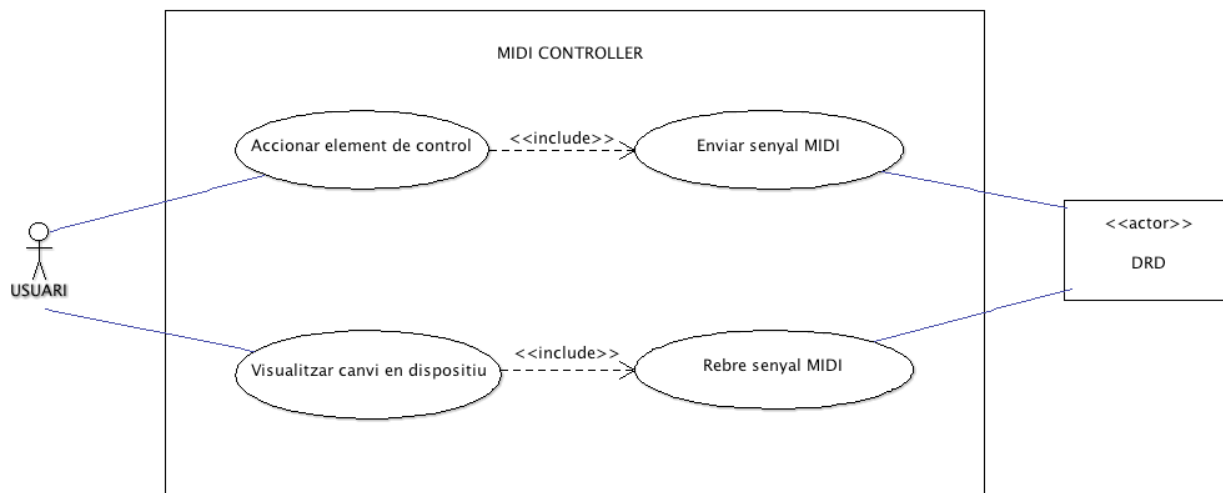 MIDI CONTROLLER
Accionar element de control
<<include>>
Enviar senyal MIDI
<<actor>>
DRD
USUARI
Visualitzar canvi en dispositiu
<<include>>
Rebre senyal MIDI